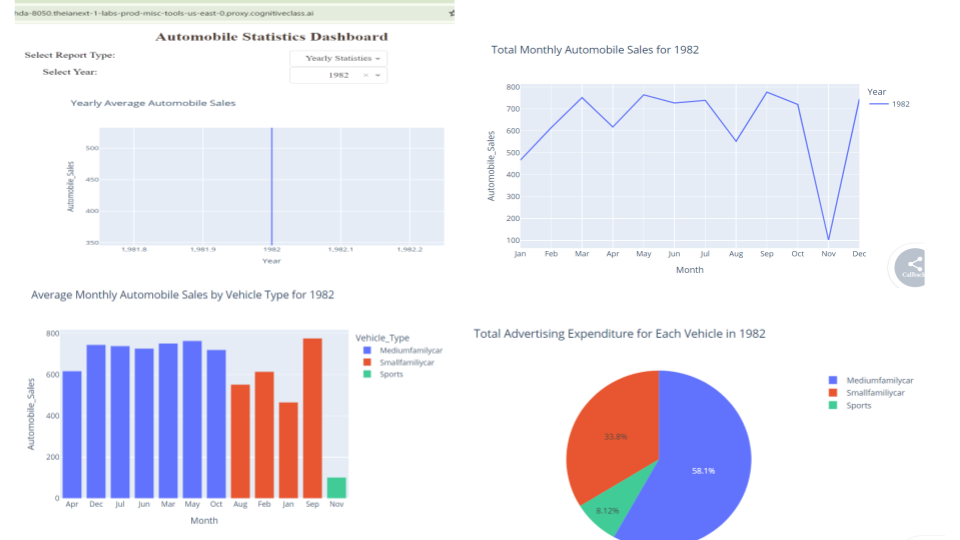 nda-8050.theianext-1-labs-prod-misc-tools-us-east-0.proxy.cognitiveclass.ai
Automobile Statistics Dashboard
Select Report Type:
Yearly Statistics
Select Year:
1982
Yearly Average Automobile Sales
500
450
400
350
Automobile_Sales
1,981.8 1,981.9 1982 1,982.1 1,982.2
Year
Total Monthly Automobile Sales for 1982
800
700
600
500
400
300
200
100
Automobile_Sales
Jan Feb Mar Apr May Jun Jul Aug Sep Oct Nov Dec
Month
Year
1982
Average Monthly Automobile Sales by Vehicle Type for 1982
800
600
400
200
0
Automobile_Sales
Apr Dec Jul Jun Mar May Oct Aug Feb Jan Sep Nov
Month
Vehicle_Type
Mediumfamilycar
Smallfamiliycar
Sports
Total Advertising Expenditure for Each Vehicle in 1982
33.8%
58.1%
8.12%
Mediumfamilycar
Smallfamiliycar
Sports